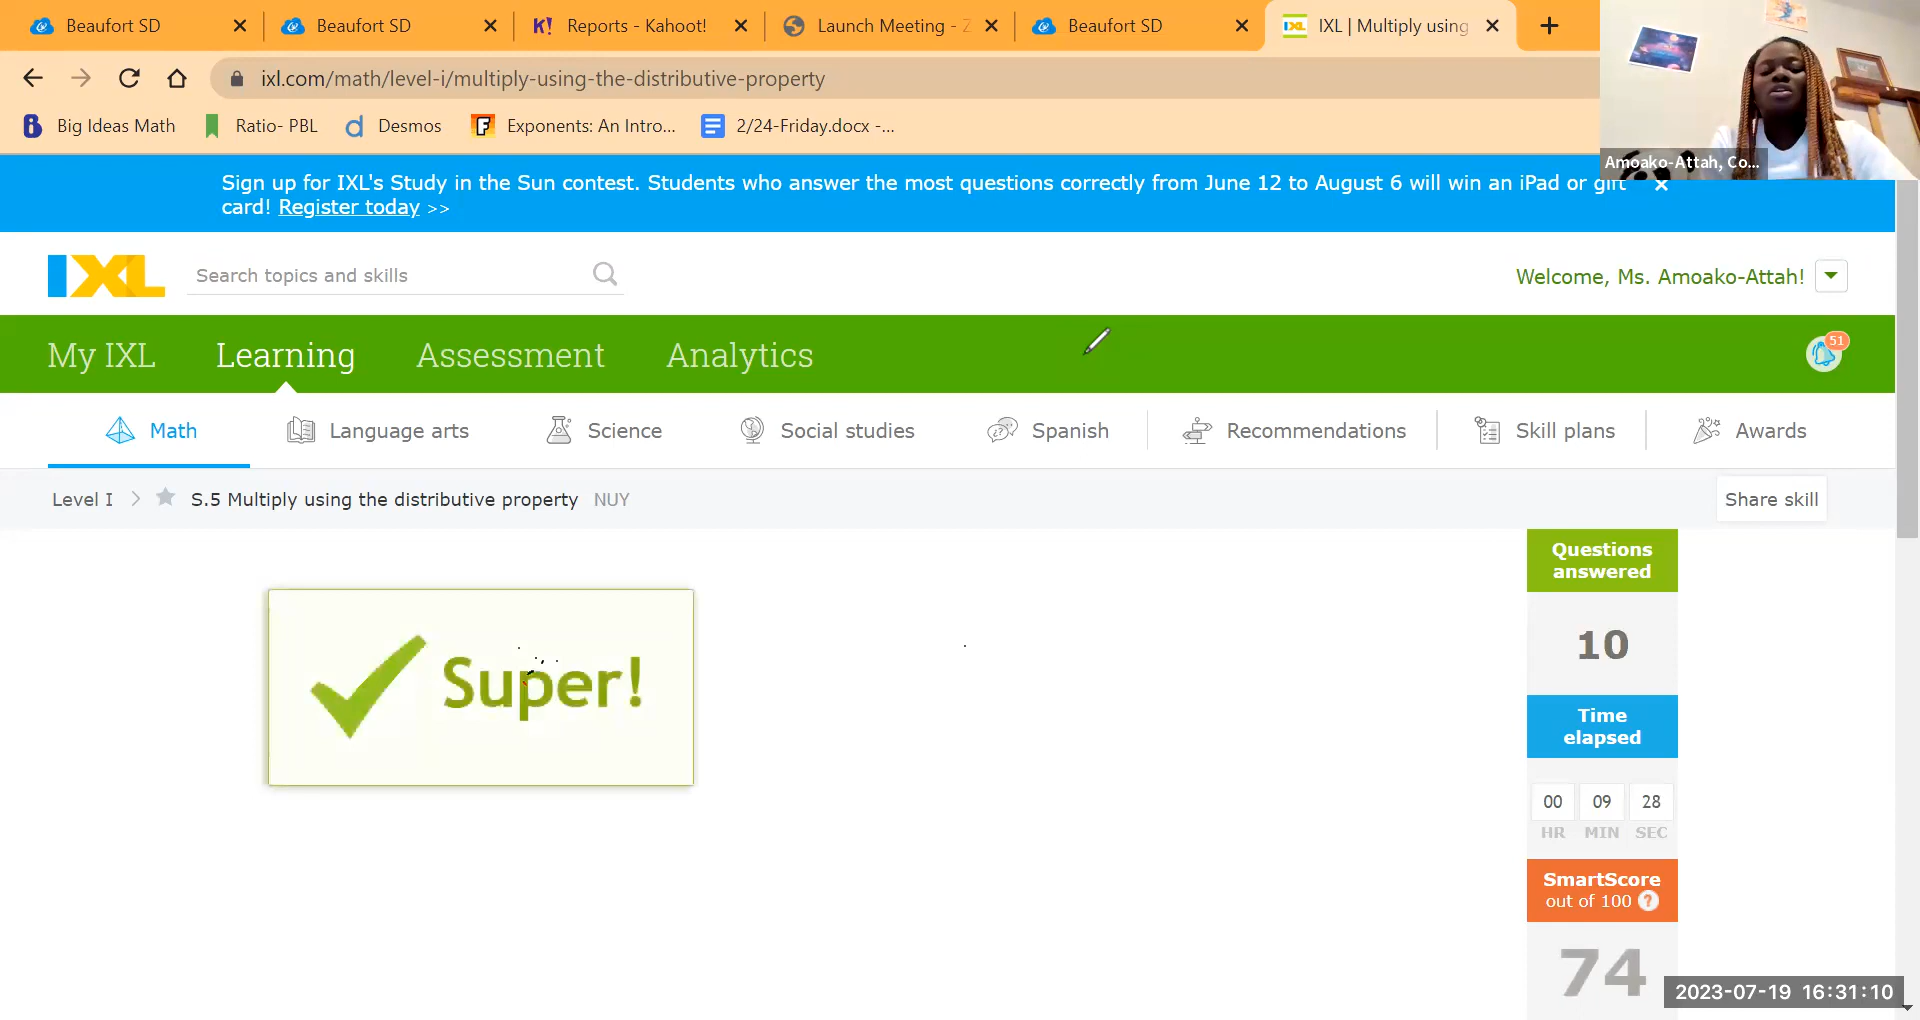 Beaufort SD
Beaufort SD
K! Reports - Kahoot!
Launch Meeting - Z
Beaufort SD
IXL | Multiply using
ixl.com/math/level-i/multiply-using-the-distributive-property
Big Ideas Math
Ratio- PBL
Desmos
Exponents: An Intro...
2/24-Friday.docx -...
Amoako-Attah, Co...
Sign up for IXL's Study in the Sun contest. Students who answer the most questions correctly from June 12 to August 6 will win an iPad or gift
card! Register today >>
IXL
Search topics and skills
Welcome, Ms. Amoako-Attah!
My IXL
Learning
Assessment
Analytics
51
Math
Language arts
Science
Social studies
Spanish
Recommendations
Skill plans
Awards
Level I > S.5 Multiply using the distributive property NUY
Share skill
Super!
Questions
answered
10
Time
elapsed
00 09 28
HR MIN SEC
SmartScore
out of 100 ?
74
2023-07-19 16:31:10